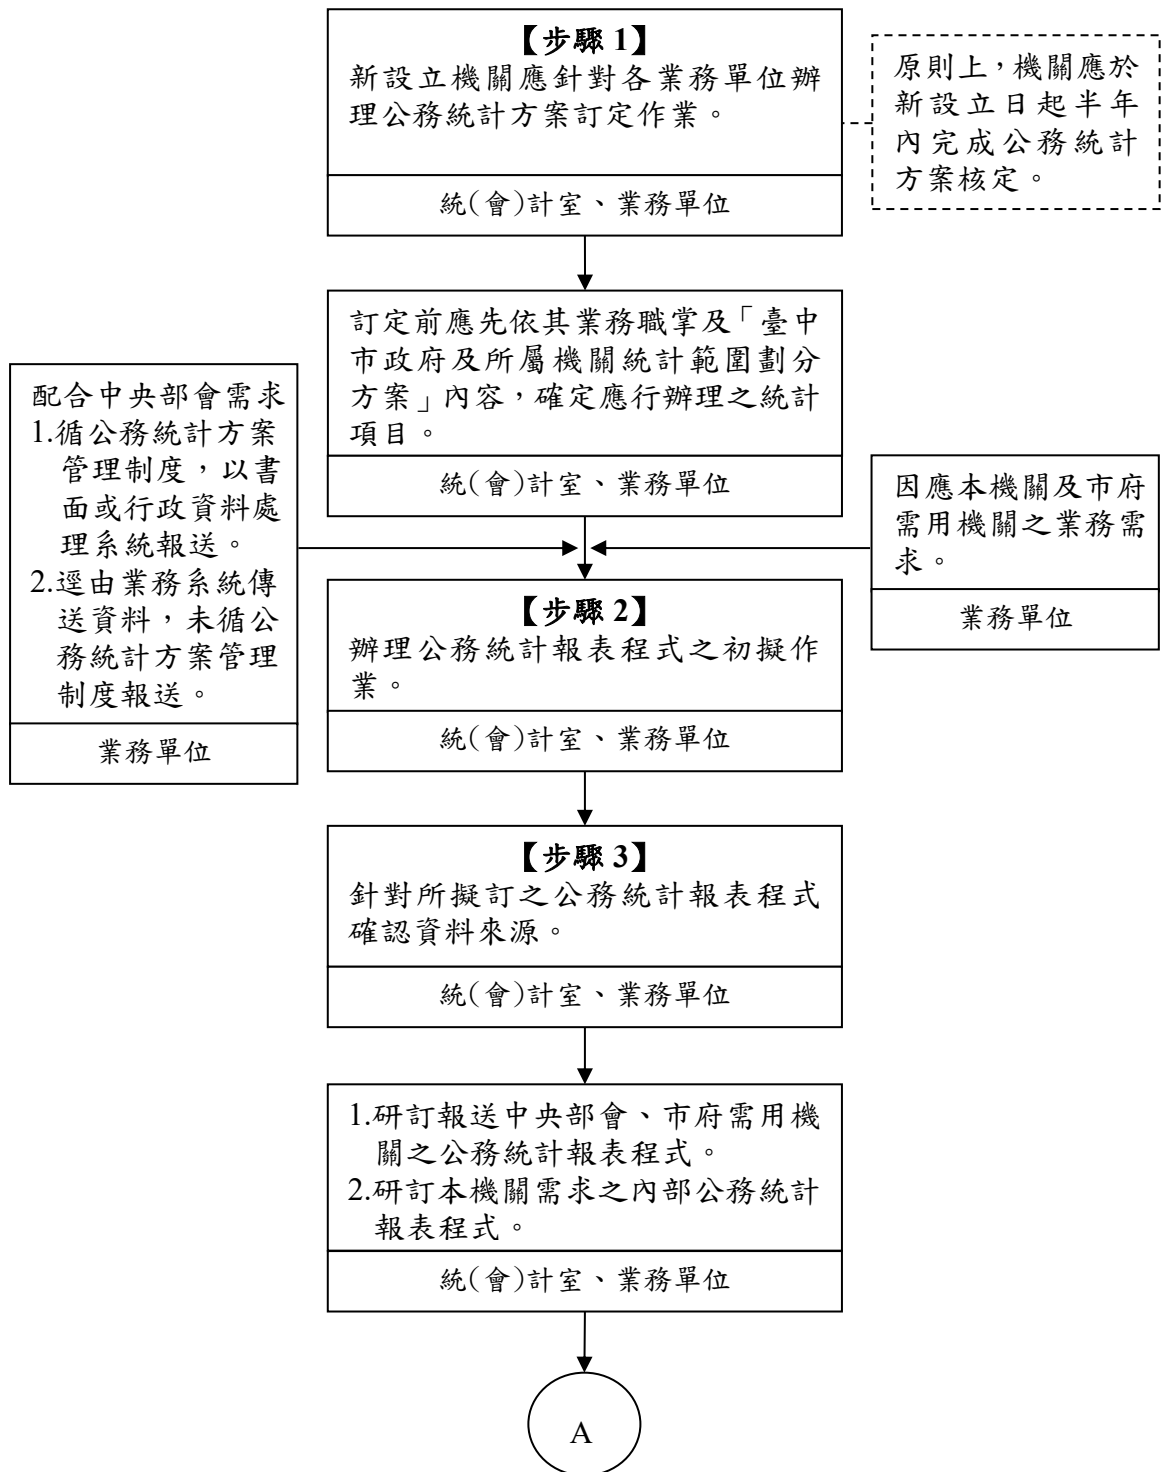 【步驟 1】
新設立機關應針對各業務單位辦
理公務統計方案訂定作業。
統(會)計室、業務單位
原則上，機關應於
新設立日起半年
內完成公務統計
方案核定。
訂定前應先依其業務職掌及「臺中
市政府及所屬機關統計範圍劃分
方案」內容，確定應行辦理之統計
項目。
統(會)計室、業務單位
配合中央部會需求
1.循公務統計方案
管理制度，以書
面或行政資料處
理系統報送。
2.逕由業務系統傳
送資料，未循公
務統計方案管理
制度報送。
業務單位
因應本機關及市府
需用機關之業務需
求。
業務單位
【步驟 2】
辦理公務統計報表程式之初擬作
業。
統(會)計室、業務單位
【步驟 3】
針對所擬訂之公務統計報表程式
確認資料來源。
統(會)計室、業務單位
1.研訂報送中央部會、市府需用機
關之公務統計報表程式。
2.研訂本機關需求之內部公務統計
報表程式。
統(會)計室、業務單位
A